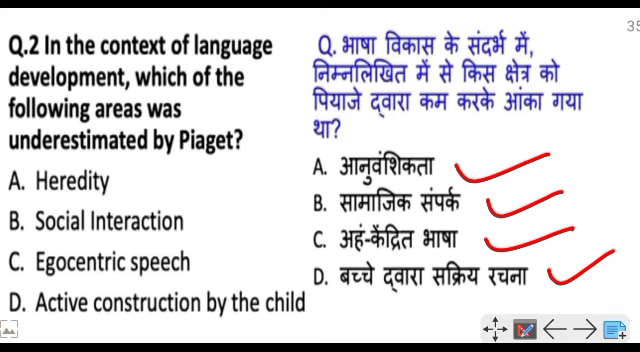 Q.2 In the context of language
development, which of the
following areas was
underestimated by Piaget?
A. Heredity
B. Social Interaction
C. Egocentric speech
D. Active construction by the child
Q. भाषा विकास के संदर्भ में,
निम्नलिखित में से किस क्षेत्र को
पियाजे द्वारा कम करके आंका गया
था?
A. आनुवंशिकता
B. सामाजिक संपर्क
C. अहं-केंद्रित भाषा
D. बच्चे द्वारा सक्रिय रचना
35